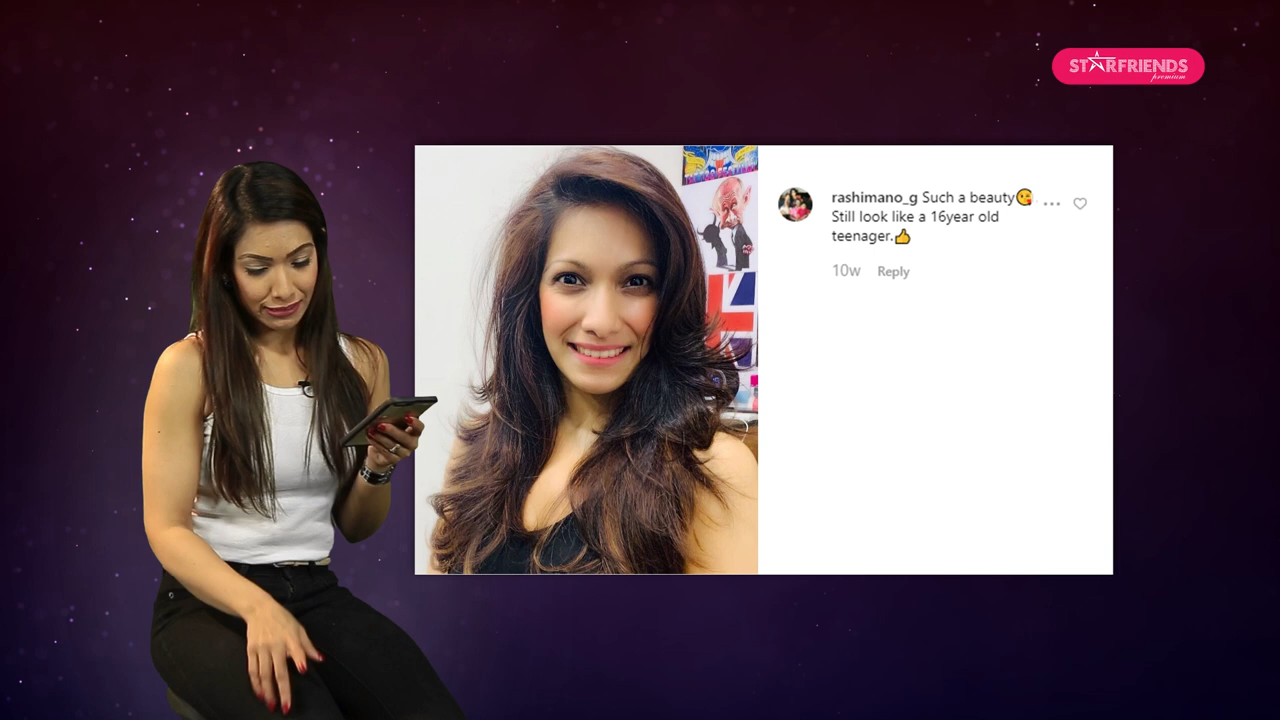 STARFRIENDS
premium
rashimano_g Such a beauty😘
Still look like a 16year old
teenager.👍
10w Reply